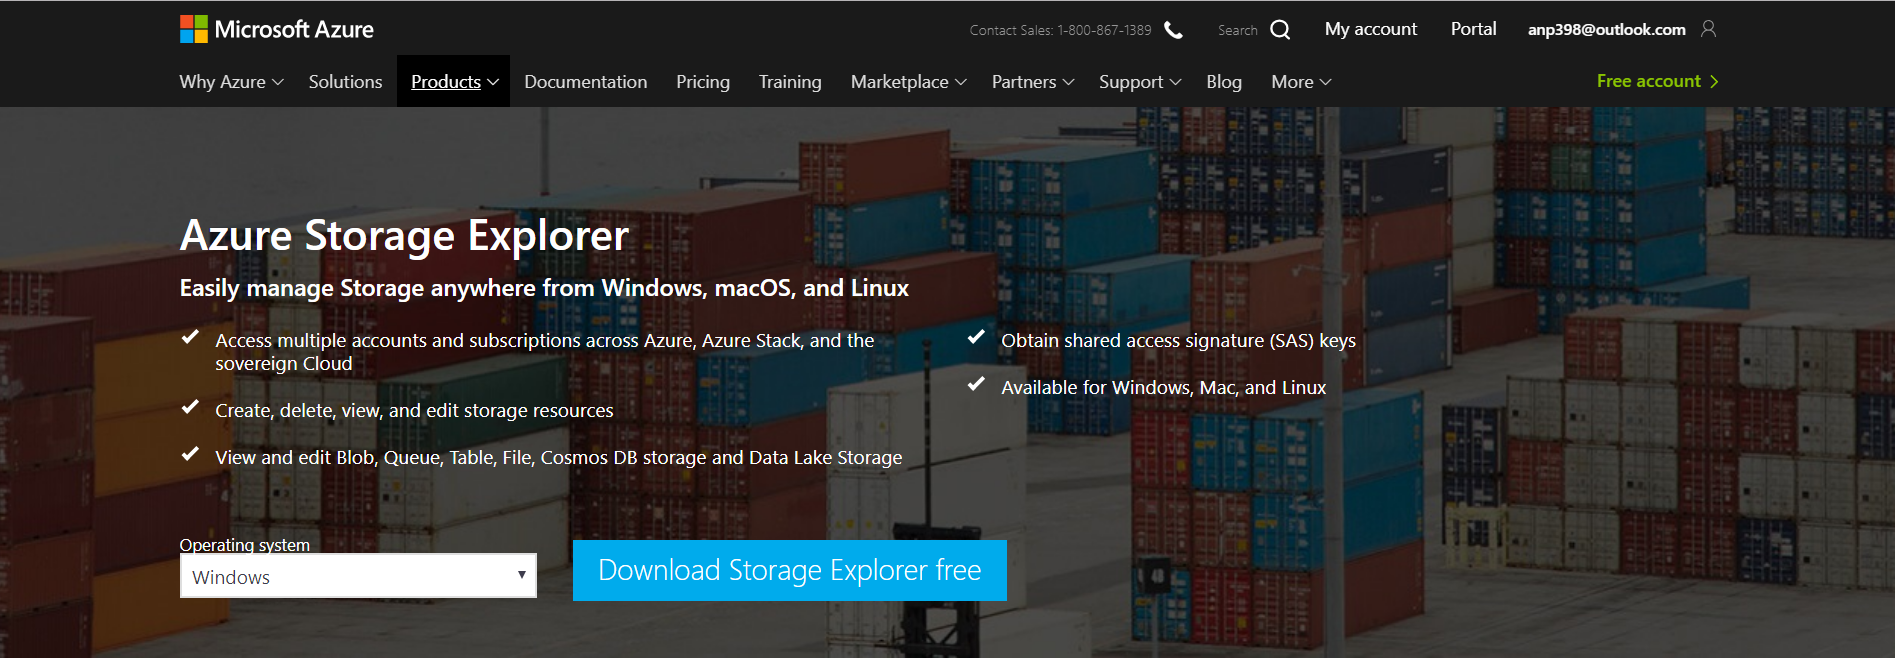 Microsoft Azure
Contact Sales: 1-800-867-1389
Search
My account
Portal
anp398@outlook.com
Why Azure
Solutions
Products
Documentation
Pricing
Training
Marketplace
Partners
Support
Blog
More
Free account
Azure Storage Explorer
Easily manage Storage anywhere from Windows, macOS, and Linux
Access multiple accounts and subscriptions across Azure, Azure Stack, and the
sovereign Cloud
Create, delete, view, and edit storage resources
View and edit Blob, Queue, Table, File, Cosmos DB storage and Data Lake Storage
Obtain shared access signature (SAS) keys
Available for Windows, Mac, and Linux
Operating system
Windows
Download Storage Explorer free
48